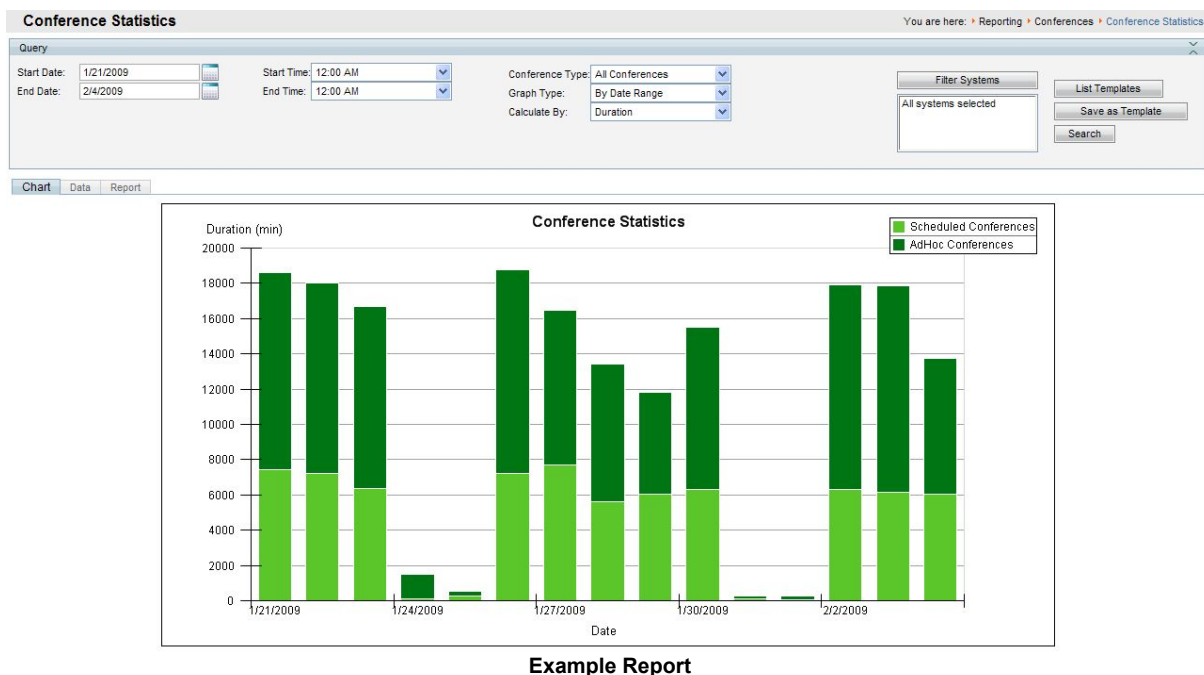 Conference Statistics
You are here: Reporting Conferences Conference Statistics
Query
Start Date: 1/21/2009
End Date: 2/4/2009
Start Time: 12:00 AM
End Time: 12:00 AM
Conference Type: All Conferences
Graph Type: By Date Range
Calculate By: Duration
Filter Systems
All systems selected
List Templates
Save as Template
Search
Chart Data Report
Conference Statistics
Duration (min)
Scheduled Conferences
AdHoc Conferences
20000
18000
16000
14000
12000
10000
8000
6000
4000
2000
0
1/21/2009 1/24/2009 1/27/2009 1/30/2009 2/2/2009
Date
Example Report